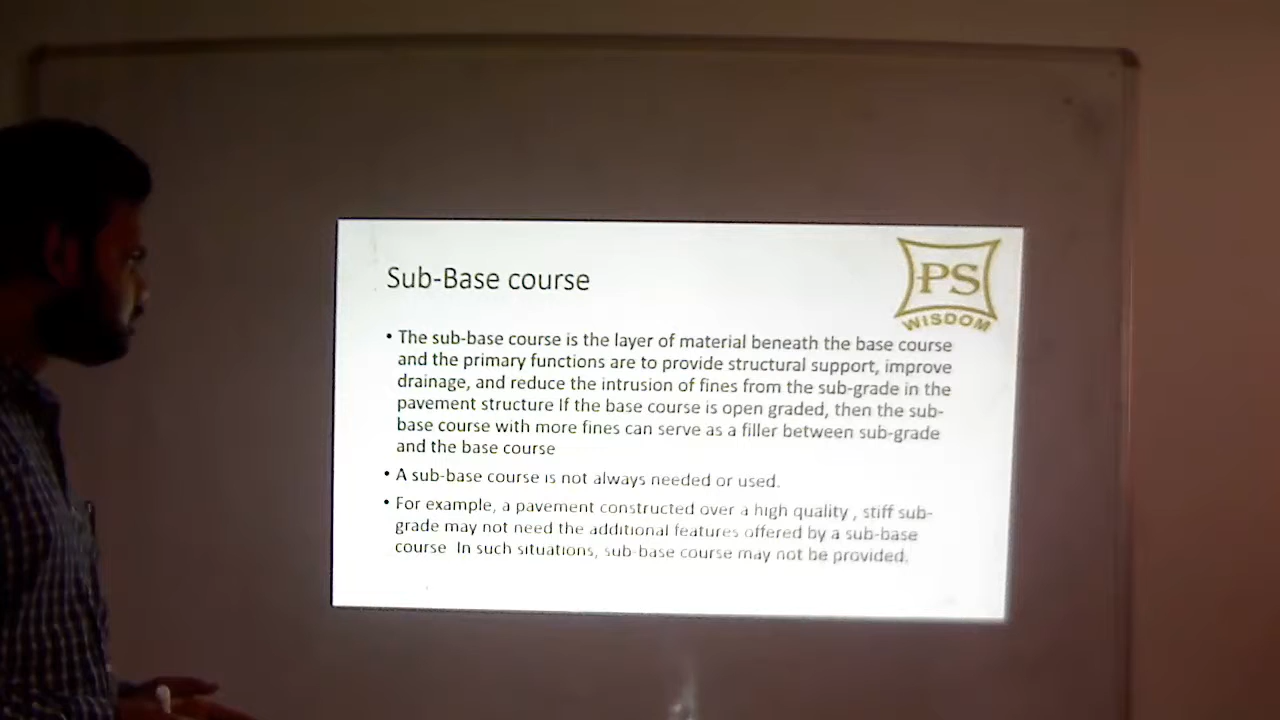 PS
WISDOM
Sub-Base course
• The sub-base course is the layer of material beneath the base course
and the primary functions are to provide structural support, improve
drainage, and reduce the intrusion of fines from the sub-grade in the
pavement structure If the base course is open graded, then the sub-
base course with more fines can serve as a filler between sub-grade
and the base course
• A sub-base course is not always needed or used.
• For example, a pavement constructed over a high quality , stiff sub-
grade may not need the additional features offered by a sub-base
course In such situations, sub-base course may not be provided.